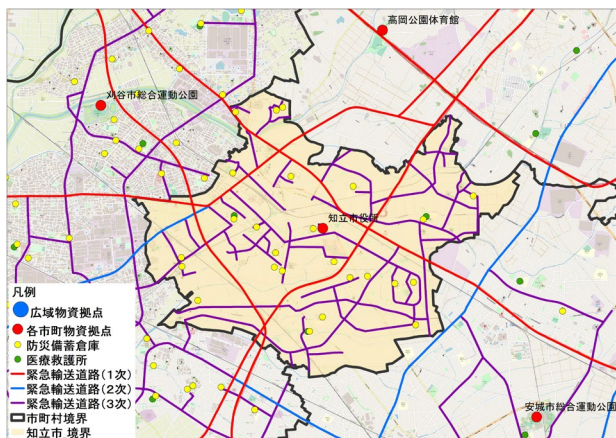 高岡公園体育館
刈谷市総合運動公園
知立市役所
凡例
広域物資拠点
各市町物資拠点
防災備蓄倉庫
医療救護所
緊急輸送道路(1次)
緊急輸送道路(2次)
緊急輸送道路(3次)
市町村境界
知立市 境界
安城市総合運動公園